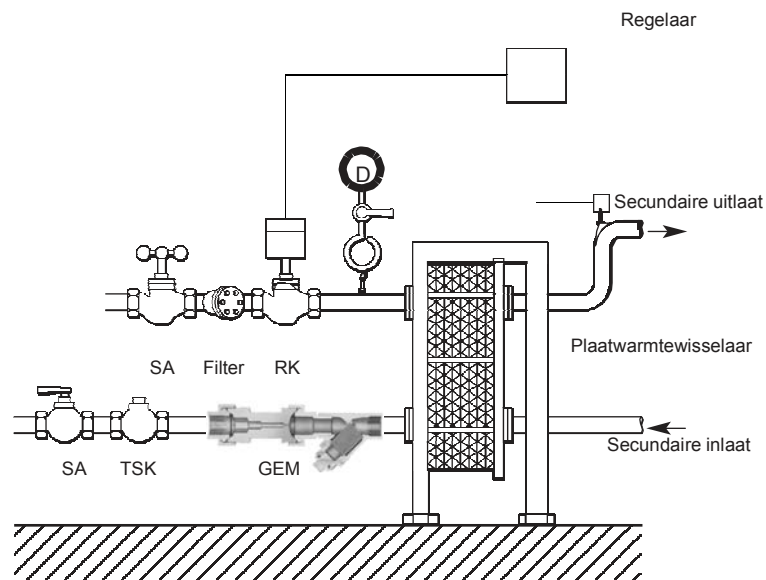 Regelaar
D
Secundaire uitlaat
SA Filter RK
Plaatwarmtewisselaar
Secundaire inlaat
SA TSK GEM